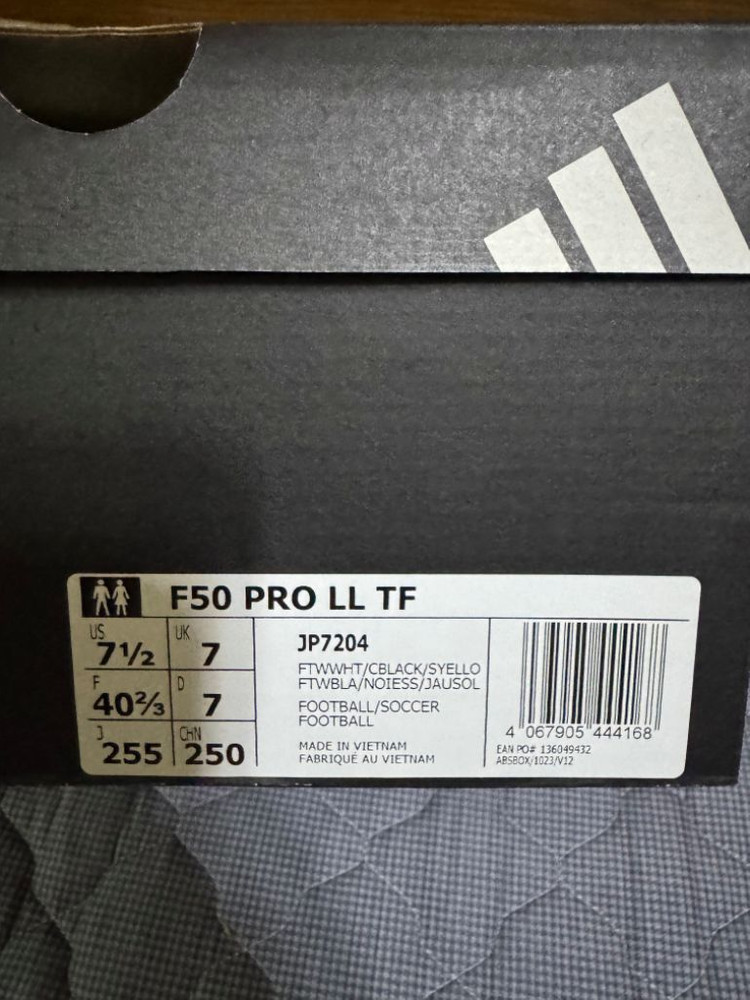 F50 PRO LL TF
US 7½ UK 7
F 40⅔ D 7
J 255 CHN 250
JP7204
FTWWHT/CBLACK/SYELLO
FTWBLA/NOIESS/JAUSOL
FOOTBALL/SOCCER
FOOTBALL
MADE IN VIETNAM
FABRIQUÉ AU VIETNAM
4 067905 444168
EAN PO# 136049432
ABSBOX/1023/V12